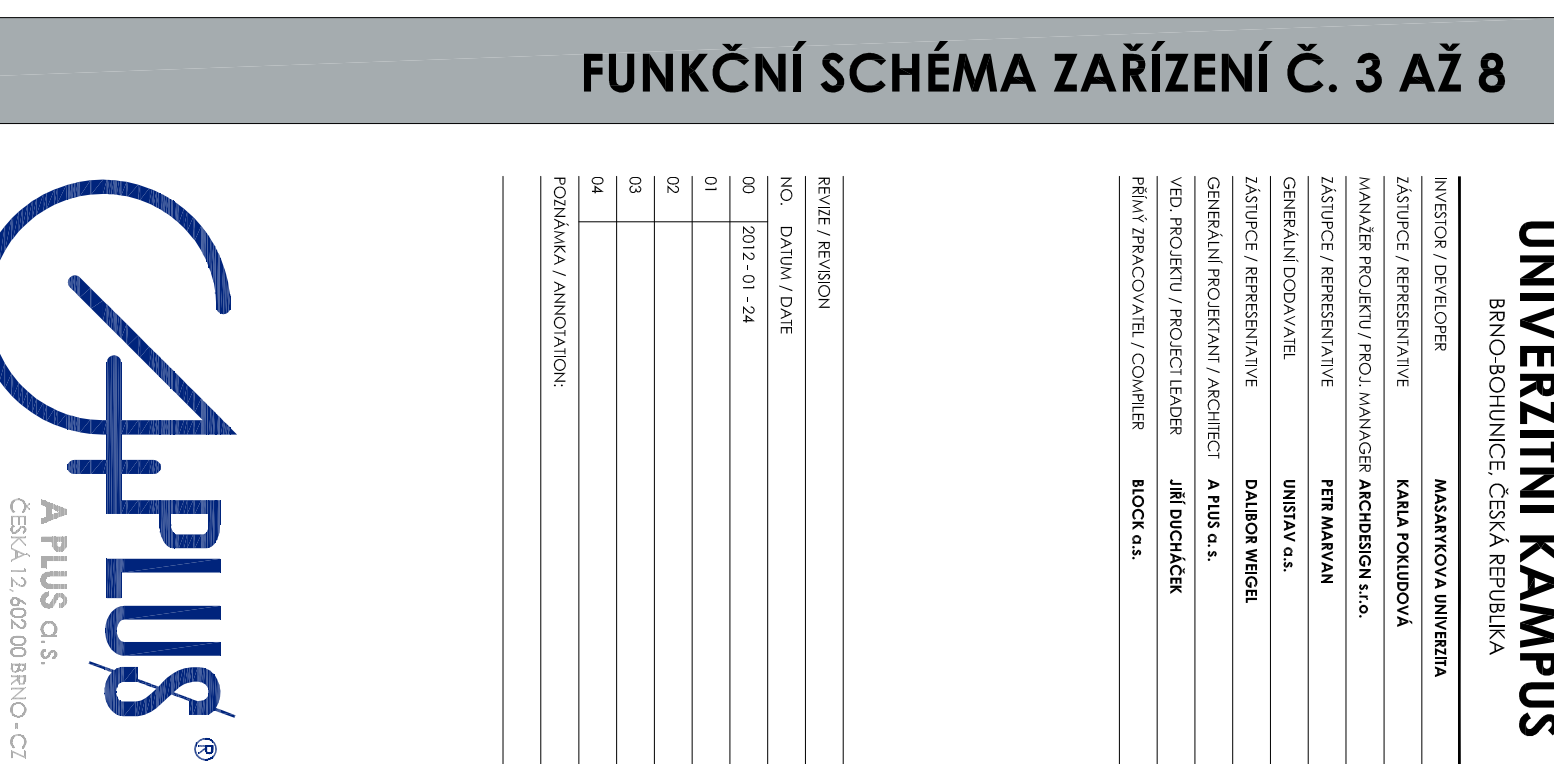 FUNKČNÍ SCHÉMA ZAŘÍZENÍ Č. 3 AŽ 8
UNIVERZITNÍ KAMPUS
BRNO-BOHUNICE, ČESKÁ REPUBLIKA
INVESTOR / DEVELOPER MASARYKOVA UNIVERZITA
ZÁSTUPCE / REPRESENTATIVE KARLA POKLUDOVÁ
MANAŽER PROJEKTU / PROJ. MANAGER ARCHDESIGN s.r.o.
ZÁSTUPCE / REPRESENTATIVE PETR MARVAN
GENERÁLNÍ DODAVATEL UNISTAV a.s.
ZÁSTUPCE / REPRESENTATIVE DALIBOR WEIGEL
GENERÁLNÍ PROJEKTANT / ARCHITECT A PLUS a.s.
VED. PROJEKTU / PROJECT LEADER JIŘÍ DUCHÁČEK
PŘÍMÝ ZPRACOVATEL / COMPILER BLOCK a.s.
REVIZE / REVISION
NO. DATUM / DATE
00 2012 - 01 - 24
01
02
03
04
POZNÁMKA / ANNOTATION:
A PLUS ®
A PLUS a.s.
ČESKÁ 12, 602 00 BRNO - CZ